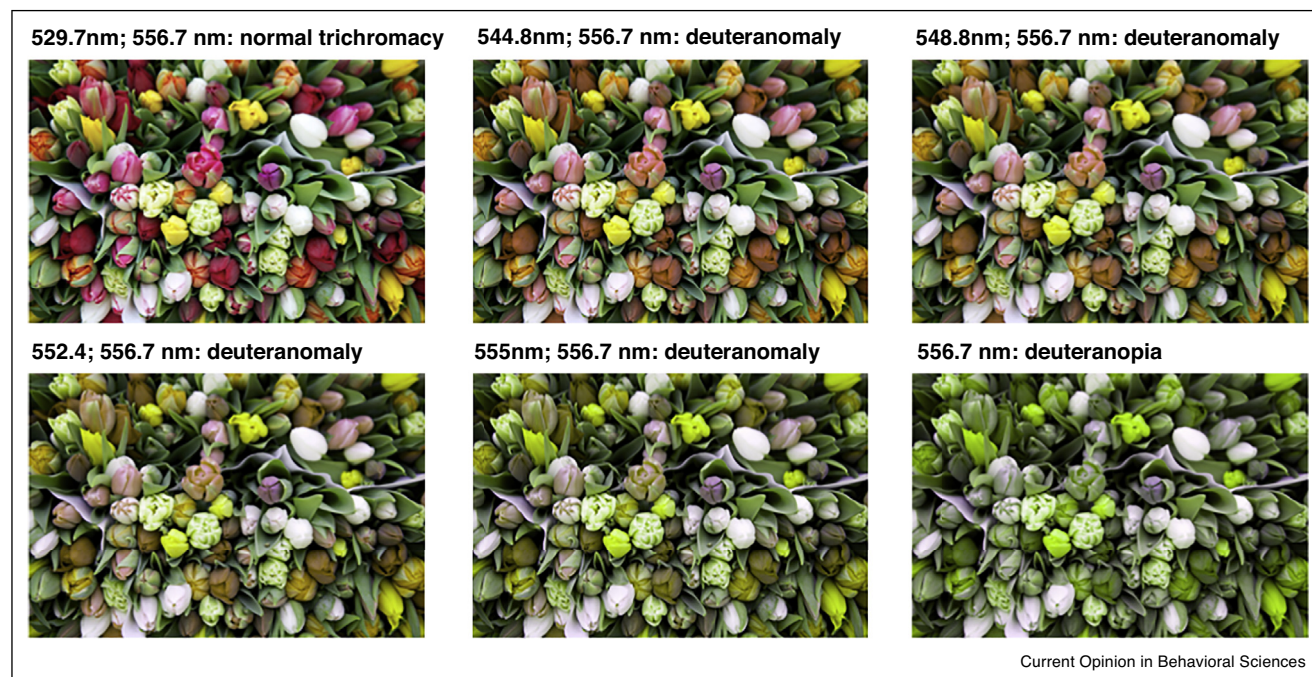 529.7nm; 556.7 nm: normal trichromacy
544.8nm; 556.7 nm: deuteranomaly
548.8nm; 556.7 nm: deuteranomaly
552.4; 556.7 nm: deuteranomaly
555nm; 556.7 nm: deuteranomaly
556.7 nm: deuteranopia
Current Opinion in Behavioral Sciences